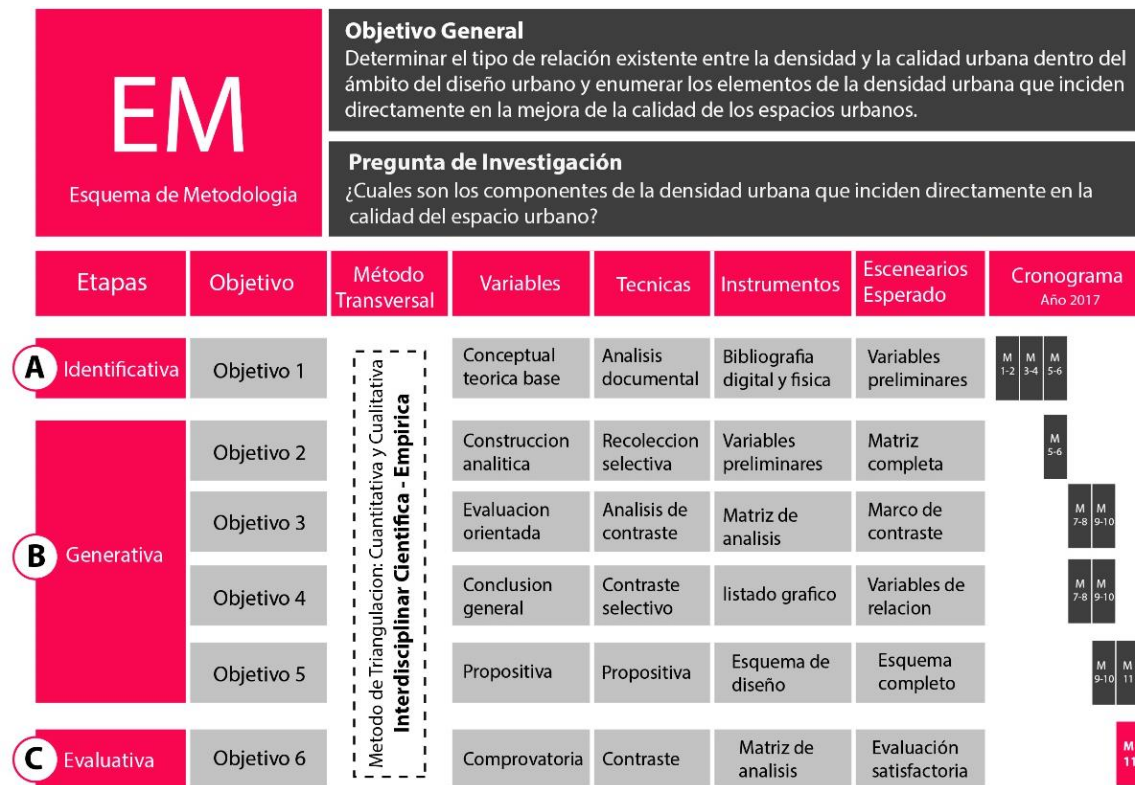 EM
Esquema de Metodologia
Objetivo General
Determinar el tipo de relación existente entre la densidad y la calidad urbana dentro del
ámbito del diseño urbano y enumerar los elementos de la densidad urbana que inciden
directamente en la mejora de la calidad de los espacios urbanos.
Pregunta de Investigación
¿Cuales son los componentes de la densidad urbana que inciden directamente en la
calidad del espacio urbano?
Etapas
Objetivo
Método
Transversal
Variables
Tecnicas
Instrumentos
Escenearios
Esperado
Cronograma
Año 2017
Metodo de Triangulacion: Cuantitativa y Cualitativa
Interdisciplinar Cientifica - Empirica
A
Identificativa
Objetivo 1
Conceptual
teorica base
Analisis
documental
Bibliografia
digital y fisica
Variables
preliminares
M
1-2
M
3-4
M
5-6
B
Generativa
Objetivo 2
Construccion
analitica
Recoleccion
selectiva
Variables
preliminares
Matriz
completa
M
5-6
Objetivo 3
Evaluacion
orientada
Analisis de
contraste
Matriz de
analisis
Marco de
contraste
M
7-8
M
9-10
Objetivo 4
Conclusion
general
Contraste
selectivo
listado grafico
Variables de
relacion
M
7-8
M
9-10
Objetivo 5
Propositiva
Propositiva
Esquema de
diseño
Esquema
completo
M
9-10
M
11
C
Evaluativa
Objetivo 6
Comprovatoria
Contraste
Matriz de
analisis
Evaluación
satisfactoria
M
11